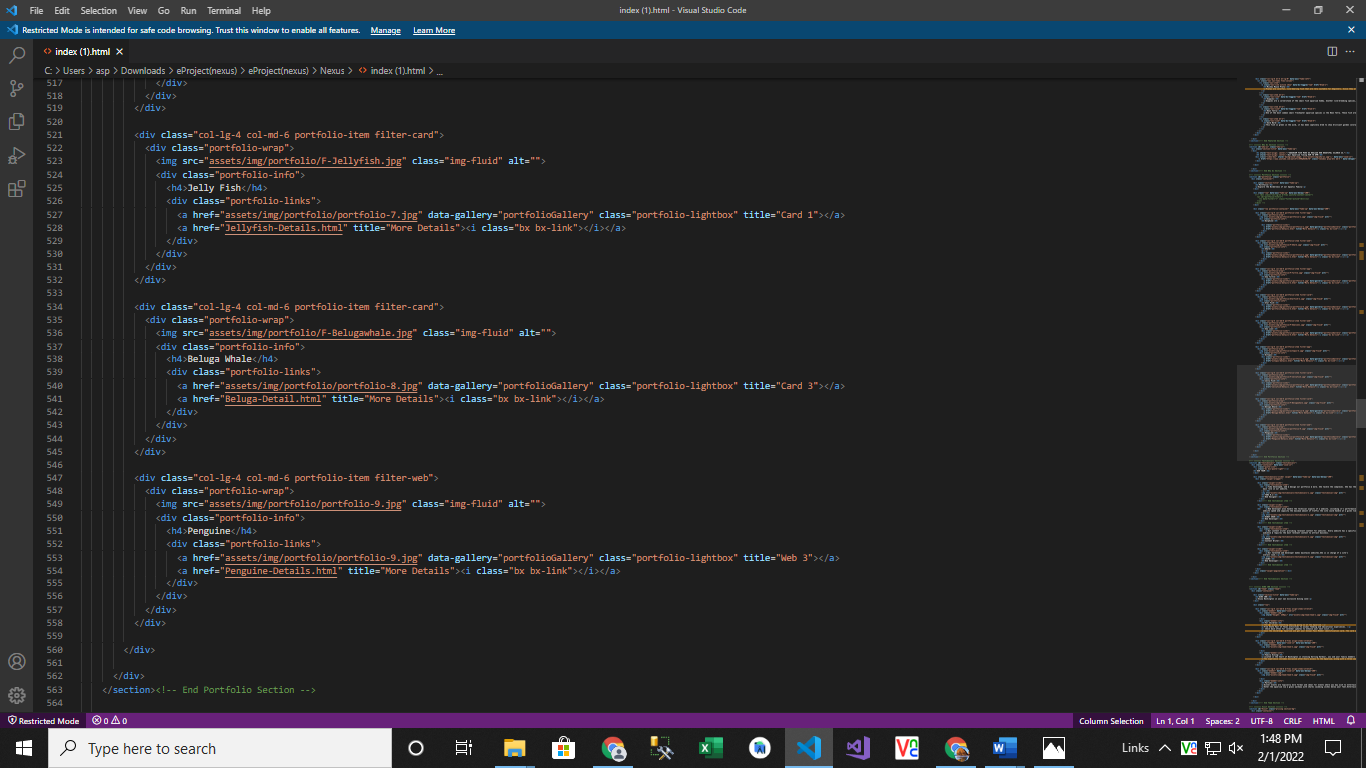 File Edit Selection View Go Run Terminal Help
index (1).html - Visual Studio Code
Restricted Mode is intended for safe code browsing. Trust this window to enable all features. Manage Learn More
index (1).html
C: > Users > asp > Downloads > eProject(nexus) > eProject(nexus) > Nexus > index (1).html > ...
517 </div>
518 </div>
519 </div>
520
521 <div class="col-lg-4 col-md-6 portfolio-item filter-card">
522 <div class="portfolio-wrap">
523 <img src="assets/img/portfolio/F-Jellyfish.jpg" class="img-fluid" alt="">
524 <div class="portfolio-info">
525 <h4>Jelly Fish</h4>
526 <div class="portfolio-links">
527 <a href="assets/img/portfolio/portfolio-7.jpg" data-gallery="portfolioGallery" class="portfolio-lightbox" title="Card 1"></a>
528 <a href="Jellyfish-Details.html" title="More Details"><i class="bx bx-link"></i></a>
529 </div>
530 </div>
531 </div>
532 </div>
533
534 <div class="col-lg-4 col-md-6 portfolio-item filter-card">
535 <div class="portfolio-wrap">
536 <img src="assets/img/portfolio/F-Belugawhale.jpg" class="img-fluid" alt="">
537 <div class="portfolio-info">
538 <h4>Beluga Whale</h4>
539 <div class="portfolio-links">
540 <a href="assets/img/portfolio/portfolio-8.jpg" data-gallery="portfolioGallery" class="portfolio-lightbox" title="Card 3"></a>
541 <a href="Beluga-Detail.html" title="More Details"><i class="bx bx-link"></i></a>
542 </div>
543 </div>
544 </div>
545 </div>
546
547 <div class="col-lg-4 col-md-6 portfolio-item filter-web">
548 <div class="portfolio-wrap">
549 <img src="assets/img/portfolio/portfolio-9.jpg" class="img-fluid" alt="">
550 <div class="portfolio-info">
551 <h4>Penguine</h4>
552 <div class="portfolio-links">
553 <a href="assets/img/portfolio/portfolio-9.jpg" data-gallery="portfolioGallery" class="portfolio-lightbox" title="Web 3"></a>
554 <a href="Penguine-Details.html" title="More Details"><i class="bx bx-link"></i></a>
555 </div>
556 </div>
557 </div>
558 </div>
559
560 </div>
561
562 </div>
563 </section><!-- End Portfolio Section -->
564
Restricted Mode 0 0 Column Selection Ln 1, Col 1 Spaces: 2 UTF-8 CRLF HTML
Type here to search
Links
1:48 PM
2/1/2022